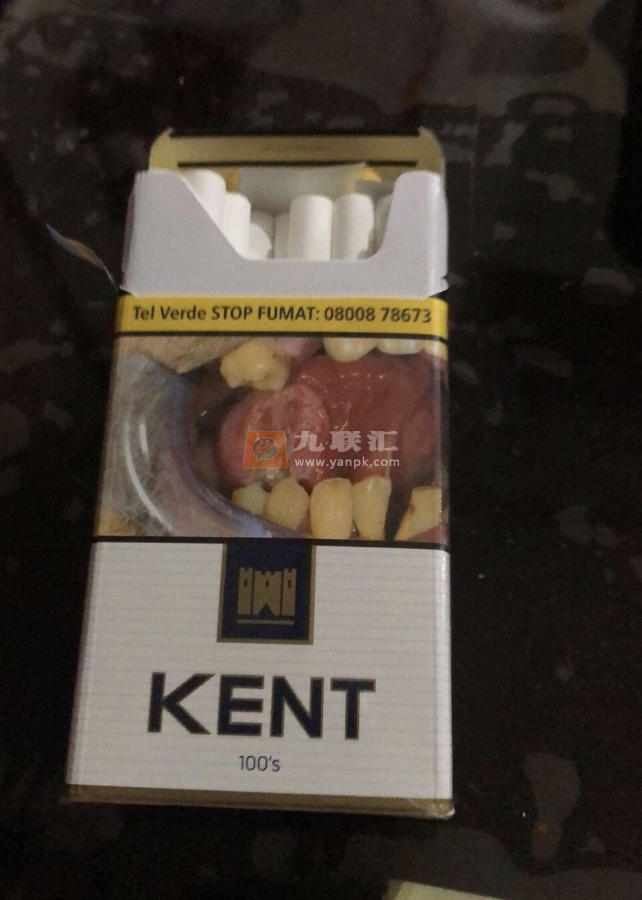 Tel Verde STOP FUMAT: 08008 78673
九联汇
www.yanpk.com
KENT
100's